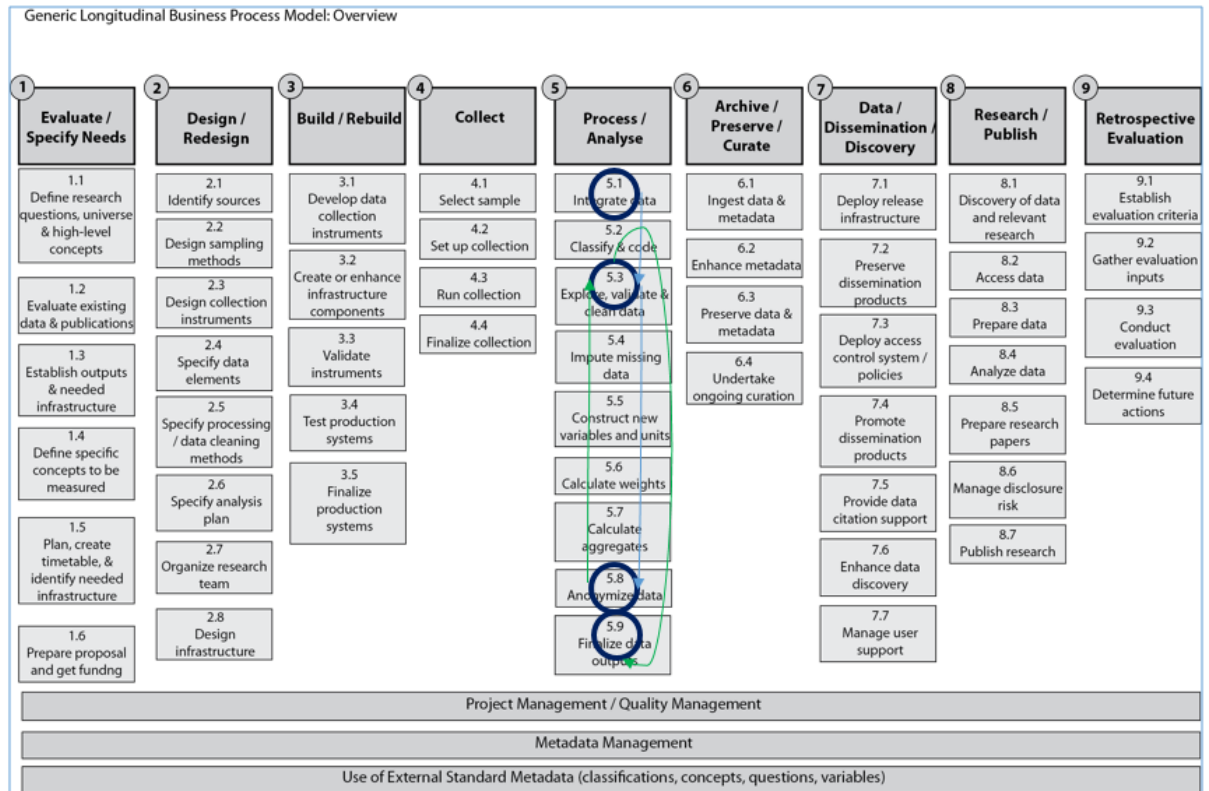 Generic Longitudinal Business Process Model: Overview
1
Evaluate /
Specify Needs
1.1
Define research
questions, universe
& high-level
concepts
1.2
Evaluate existing
data & publications
1.3
Establish outputs
& needed
infrastructure
1.4
Define specific
concepts to be
measured
1.5
Plan, create
timetable, &
identify needed
infrastructure
1.6
Prepare proposal
and get fundng
2
Design /
Redesign
2.1
Identify sources
2.2
Design sampling
methods
2.3
Design collection
instruments
2.4
Specify data
elements
2.5
Specify processing
/ data cleaning
methods
2.6
Specify analysis
plan
2.7
Organize research
team
2.8
Design
infrastructure
3
Build / Rebuild
3.1
Develop data
collection
instruments
3.2
Create or enhance
infrastructure
components
3.3
Validate
instruments
3.4
Test production
systems
3.5
Finalize
production
systems
4
Collect
4.1
Select sample
4.2
Set up collection
4.3
Run collection
4.4
Finalize collection
5
Process /
Analyse
5.1
Integrate data
5.2
Classify & code
5.3
Explore, validate &
clean data
5.4
Impute missing
data
5.5
Construct new
variables and units
5.6
Calculate weights
5.7
Calculate
aggregates
5.8
Anonymize data
5.9
Finalize data
outputs
6
Archive /
Preserve /
Curate
6.1
Ingest data &
metadata
6.2
Enhance metadata
6.3
Preserve data &
metadata
6.4
Undertake
ongoing curation
7
Data /
Dissemination /
Discovery
7.1
Deploy release
infrastructure
7.2
Preserve
dissemination
products
7.3
Deploy access
control system /
policies
7.4
Promote
dissemination
products
7.5
Provide data
citation support
7.6
Enhance data
discovery
7.7
Manage user
support
8
Research /
Publish
8.1
Discovery of data
and relevant
research
8.2
Access data
8.3
Prepare data
8.4
Analyze data
8.5
Prepare research
papers
8.6
Manage disclosure
risk
8.7
Publish research
9
Retrospective
Evaluation
9.1
Establish
evaluation criteria
9.2
Gather evaluation
inputs
9.3
Conduct
evaluation
9.4
Determine future
actions
Project Management / Quality Management
Metadata Management
Use of External Standard Metadata (classifications, concepts, questions, variables)